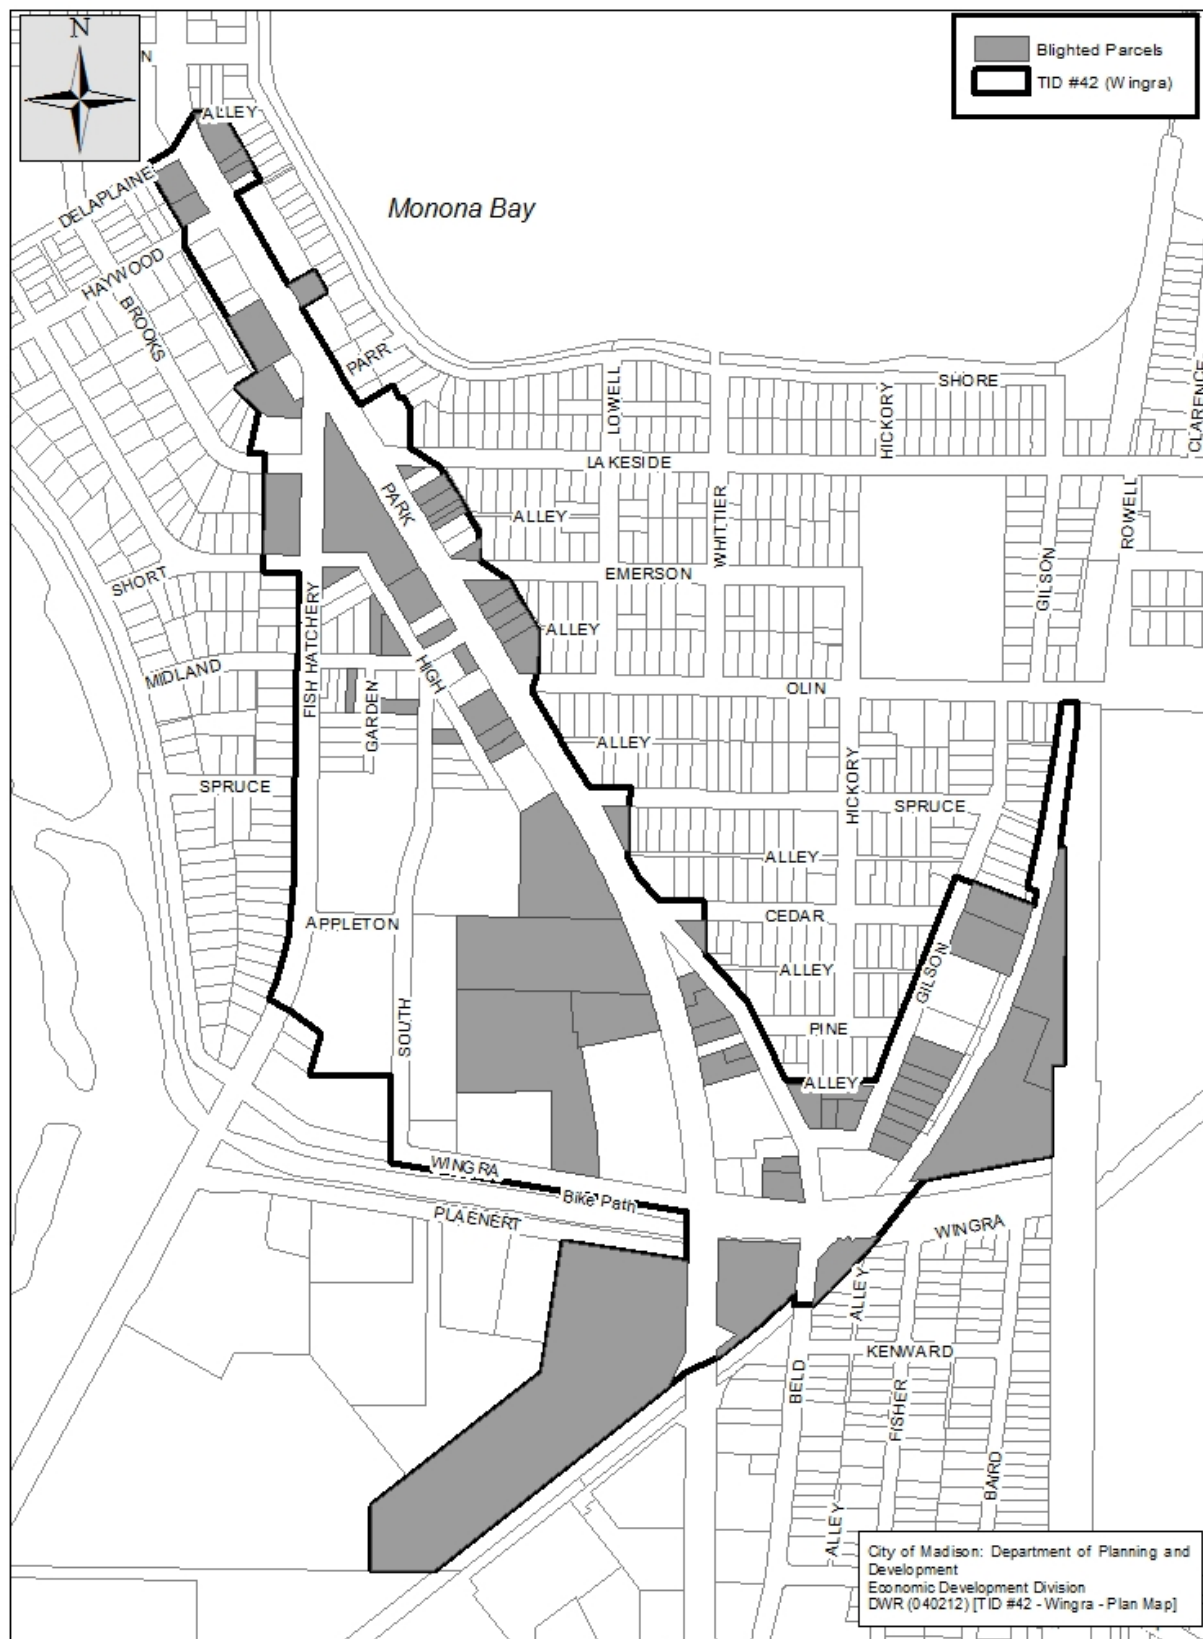 N
N
Blighted Parcels
TID #42 (Wingra)
ALLEY
DELAPLAINE
Monona Bay
HAYWOOD
BROOKS
PARR
LOWELL
HICKORY
SHORE
CLARENCE
LAKESIDE
PARK
ALLEY
WHITTIER
ROWELL
GILSON
SHORT
EMERSON
FISH HATCHERY
ALLEY
MIDLAND
HIGH
GARDEN
OLIN
ALLEY
HICKORY
SPRUCE
SPRUCE
ALLEY
APPLETON
CEDAR
ALLEY
GILSON
SOUTH
PINE
ALLEY
WINGRA
Bike Path
PLAENERT
WINGRA
ALLEY
KENWARD
BELD
FISHER
BAIRD
ALLEY
City of Madison: Department of Planning and
Development
Economic Development Division
DWR (040212) [TID #42 - Wingra - Plan Map]